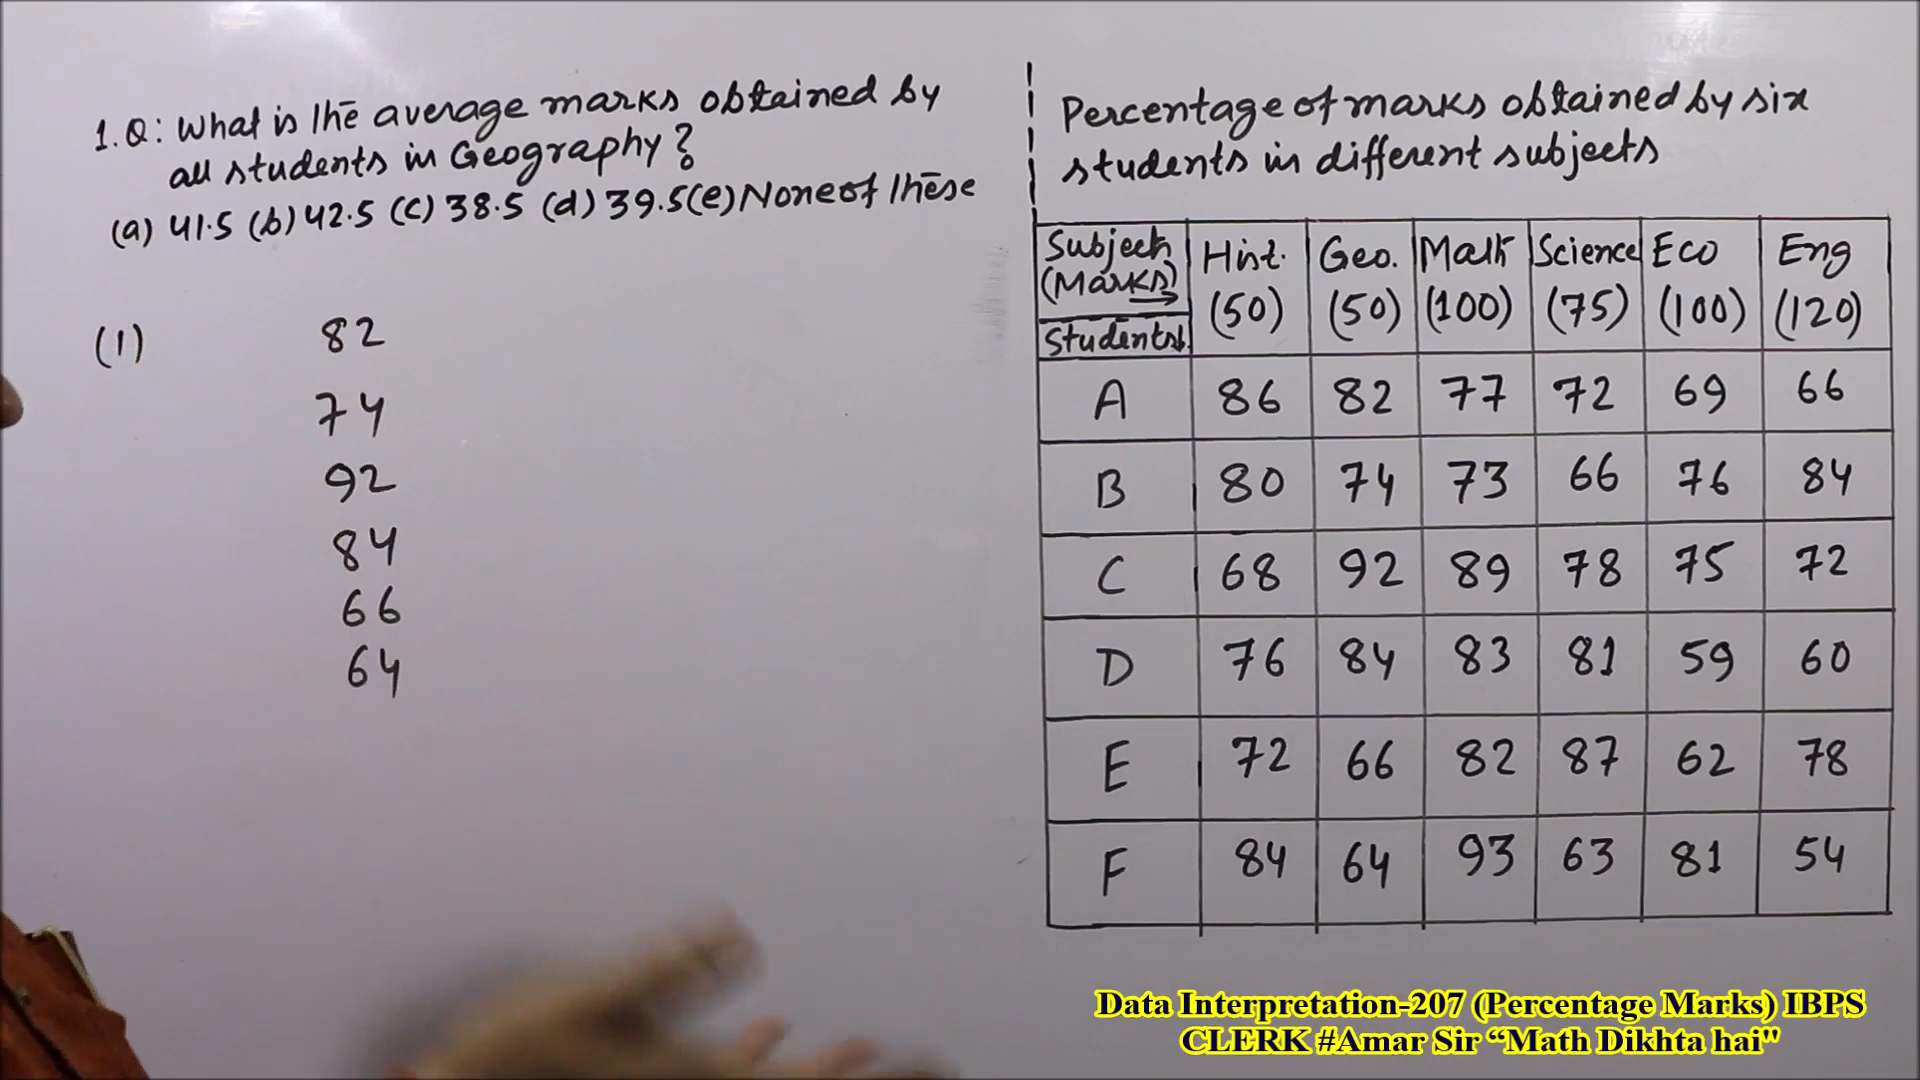 1.Q: What is the average marks obtained by
all students in Geography?
(a) 41.5 (b) 42.5 (c) 38.5 (d) 39.5 (e) None of these
(1) 82
74
92
84
66
64
Percentage of marks obtained by six
students in different subjects
Subject (Marks) → Hist. (50) Geo. (50) Math (100) Science (75) Eco (100) Eng (120)
Students ↓
A 86 82 77 72 69 66
B 80 74 73 66 76 84
C 68 92 89 78 75 72
D 76 84 83 81 59 60
E 72 66 82 87 62 78
F 84 64 93 63 81 54
Data Interpretation-207 (Percentage Marks) IBPS
CLERK #Amar Sir “Math Dikhta hai"